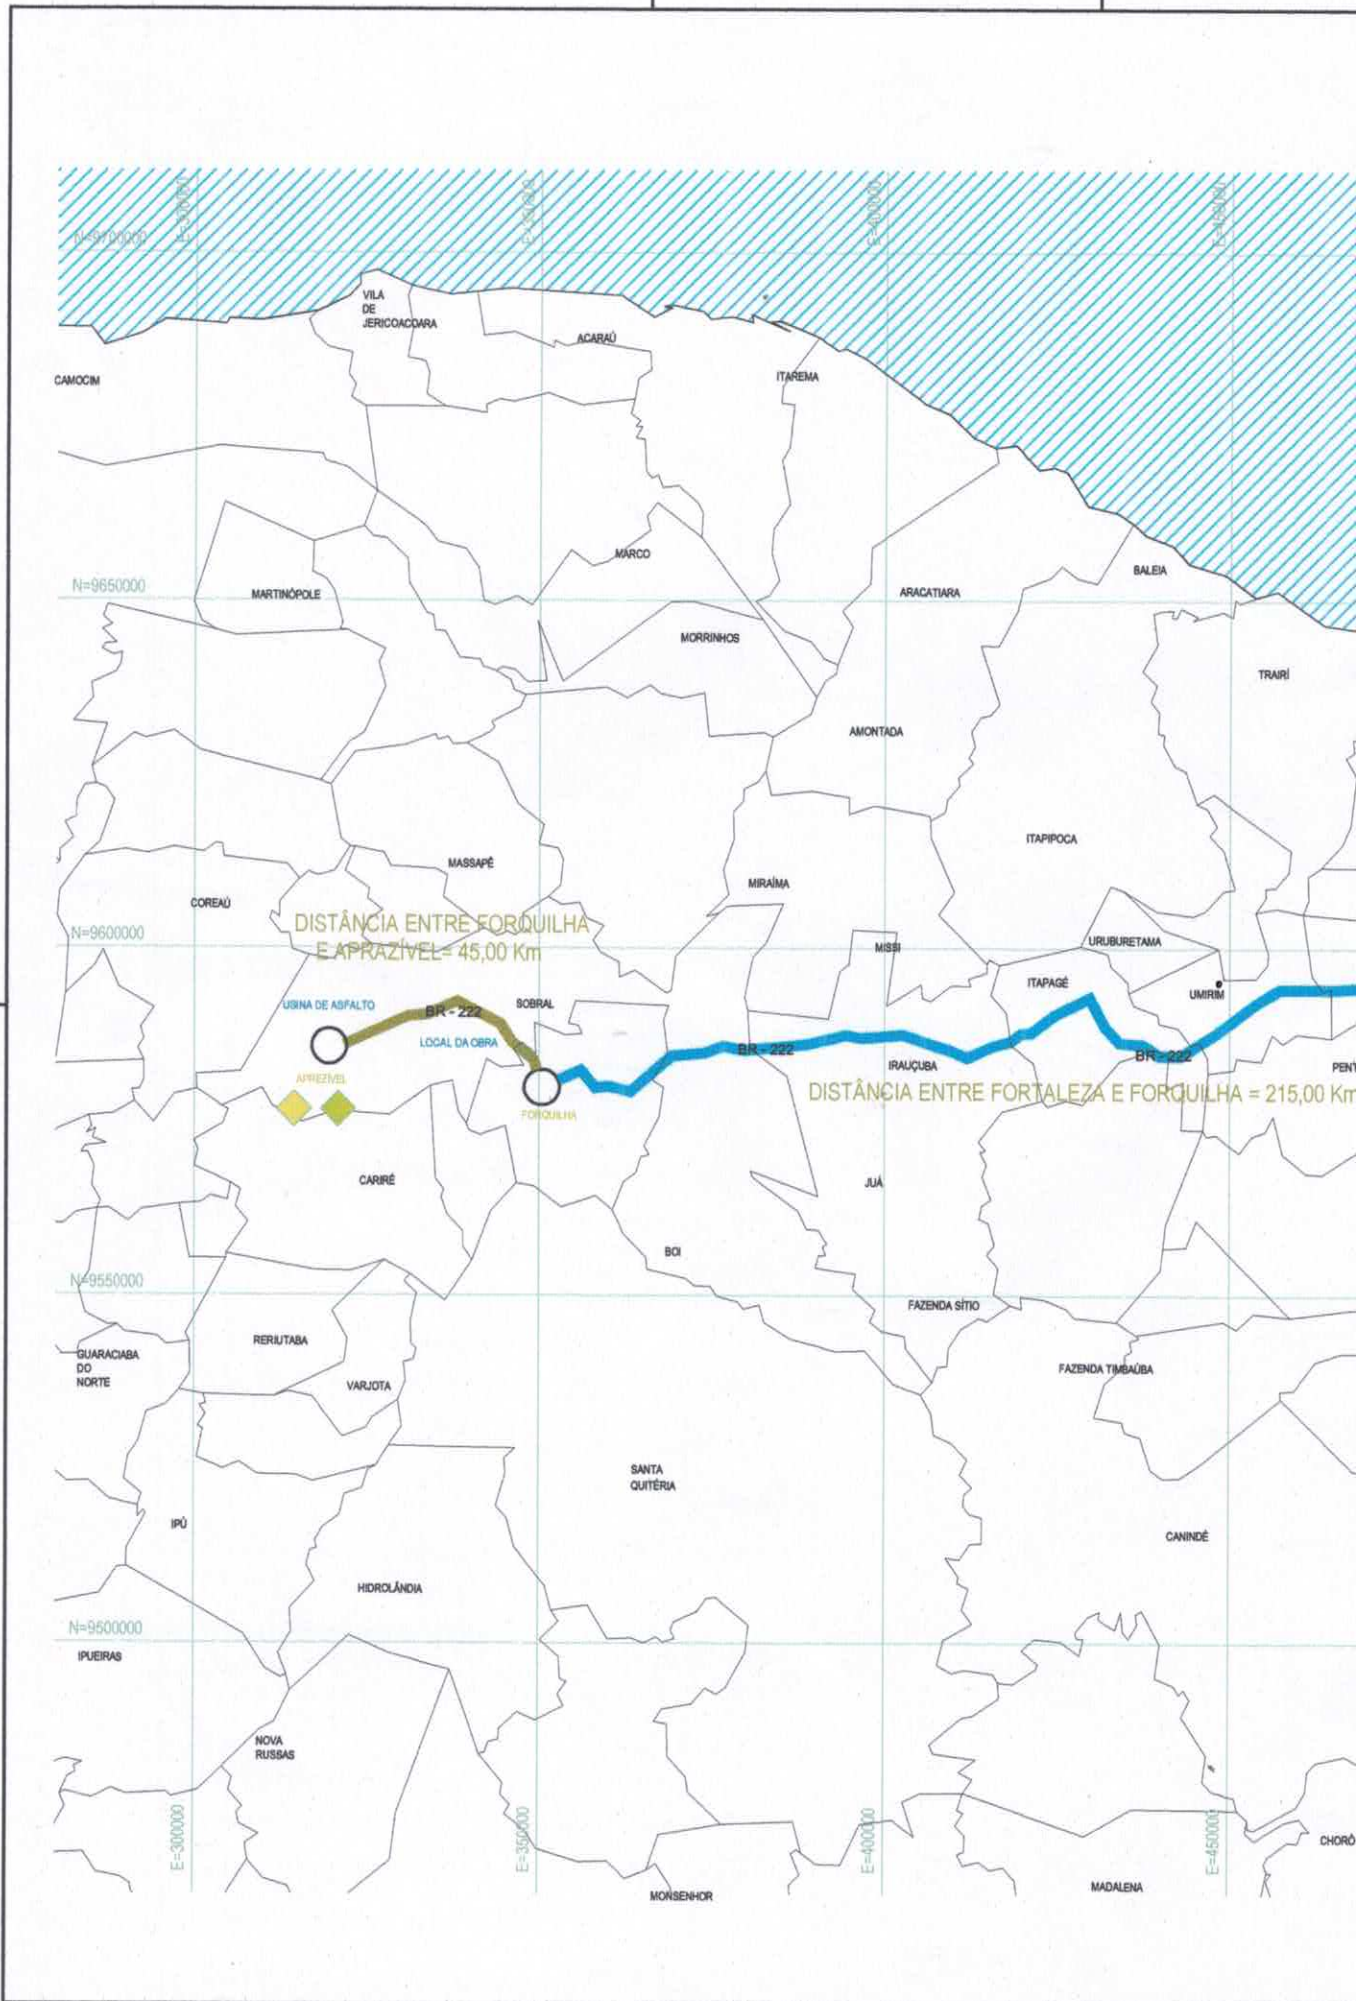 E=300000
E=350000
E=400000
E=450000
N=9700000
VILA
DE
JERICOACOARA
ACARAÚ
ITAREMA
CAMOCIM
MARCO
BALEIA
N=9650000
MARTINÓPOLE
ARACATIARA
MORRINHOS
TRAIRÍ
AMONTADA
ITAPIPOCA
MASSAPÊ
MIRAÍMA
COREAÚ
DISTÂNCIA ENTRE FORQUILHA
E APRAZÍVEL= 45,00 Km
N=9600000
MISSI
URUBURETAMA
ITAPAGÉ
UMIRIM
USINA DE ASFALTO
BR - 222
SOBRAL
LOCAL DA OBRA
BR - 222
BR - 222
IRAUÇUBA
PENT
APREZÍVEL
FORQUILHA
DISTÂNCIA ENTRE FORTALEZA E FORQUILHA = 215,00 Km
CARIRÉ
JUÁ
BOI
N=9550000
FAZENDA SÍTIO
RERIUTABA
GUARACIABA
DO
NORTE
FAZENDA TIMBAÚBA
VARJOTA
SANTA
QUITÉRIA
IPÚ
CANINDÉ
HIDROLÂNDIA
N=9500000
IPUEIRAS
NOVA
RUSSAS
E=300000
E=350000
E=400000
E=450000
CHORÓ
MADALENA
MONSENHOR